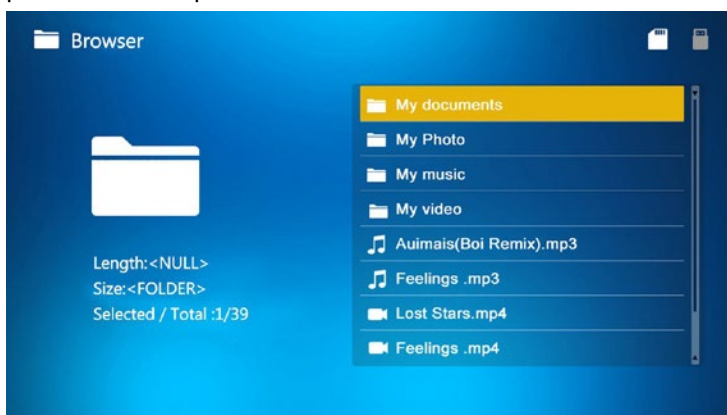 Browser
My documents
My Photo
My music
My video
Auimais(Boi Remix).mp3
Feelings .mp3
Lost Stars.mp4
Feelings .mp4
Length:<NULL>
Size:<FOLDER>
Selected / Total :1/39